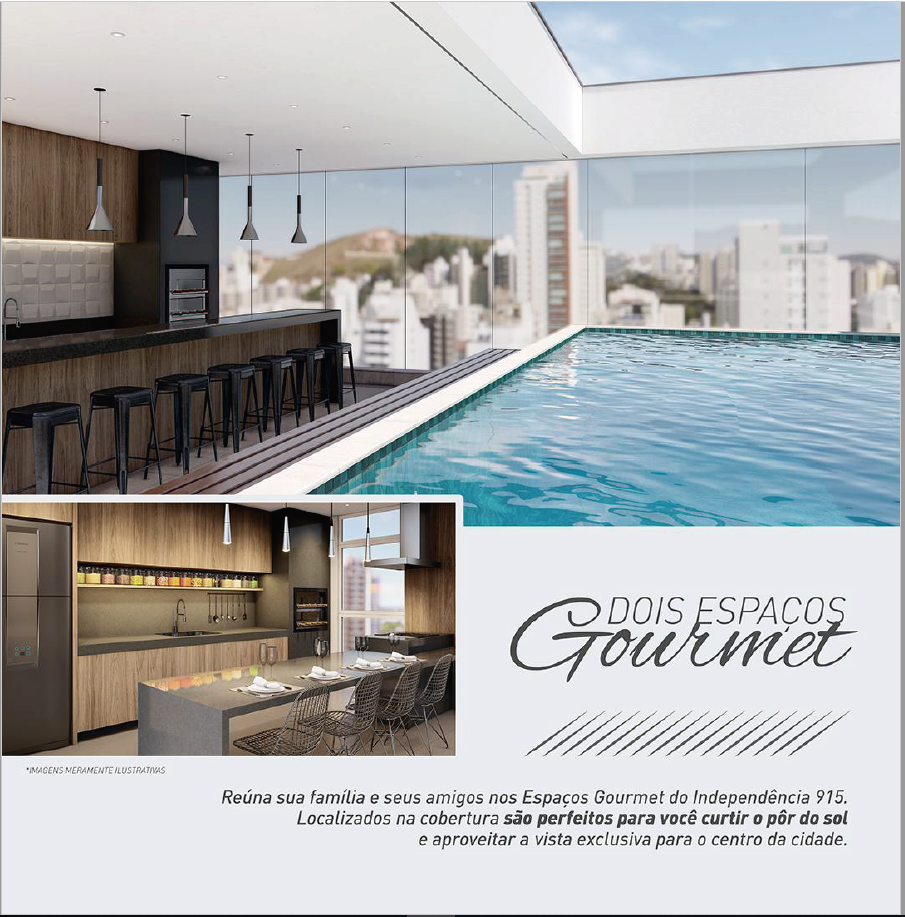 DOIS ESPAÇOS
Gourmet
*IMAGENS MERAMENTE ILUSTRATIVAS
Reúna sua família e seus amigos nos Espaços Gourmet do Independência 915.
Localizados na cobertura são perfeitos para você curtir o pôr do sol
e aproveitar a vista exclusiva para o centro da cidade.